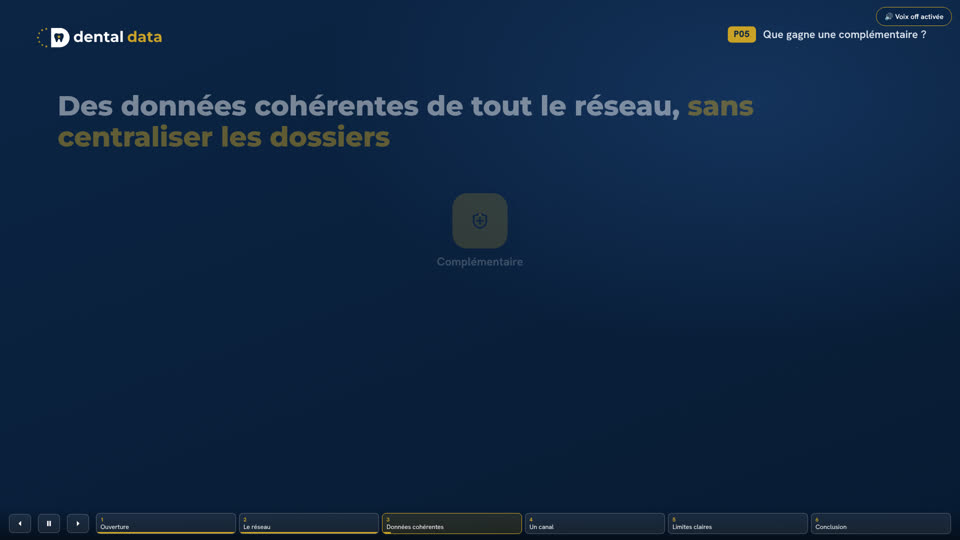 🔊 Voix off activée
dental data
P05 Que gagne une complémentaire ?
Des données cohérentes de tout le réseau, sans
centraliser les dossiers
Complémentaire
1
Ouverture
2
Le réseau
3
Données cohérentes
4
Un canal
5
Limites claires
6
Conclusion